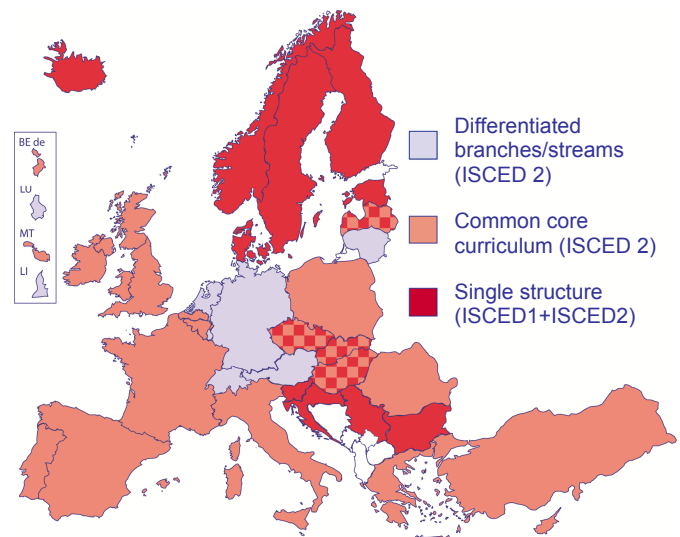 BE de
LU
MT
LI
Differentiated
branches/streams
(ISCED 2)
Common core
curriculum (ISCED 2)
Single structure
(ISCED1+ISCED2)